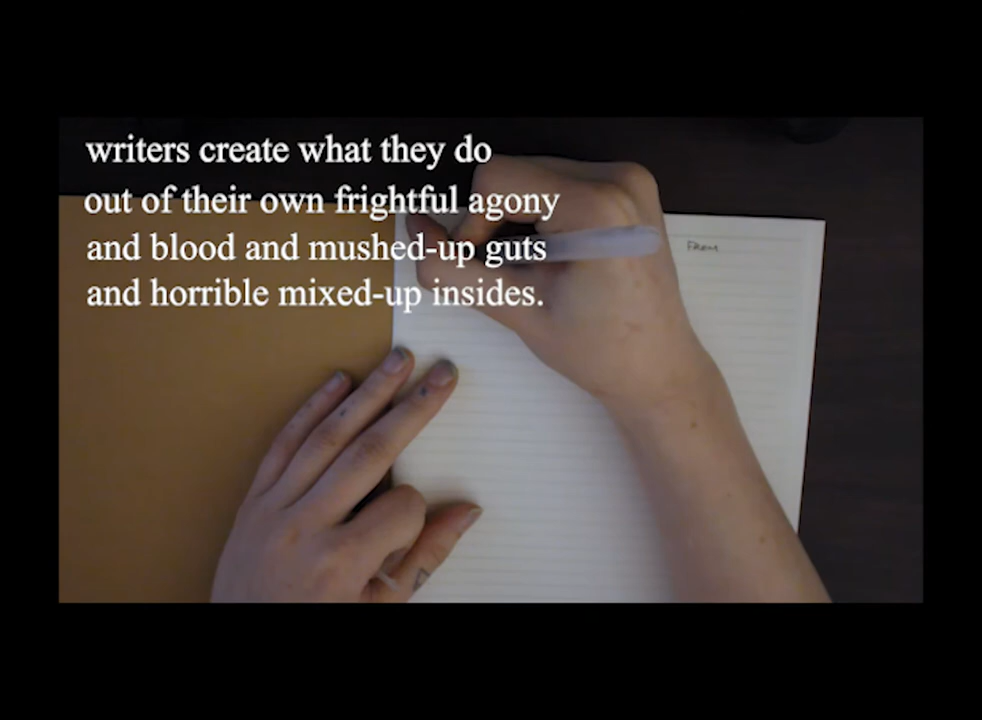 writers create what they do
out of their own frightful agony
and blood and mushed-up guts
and horrible mixed-up insides.
From